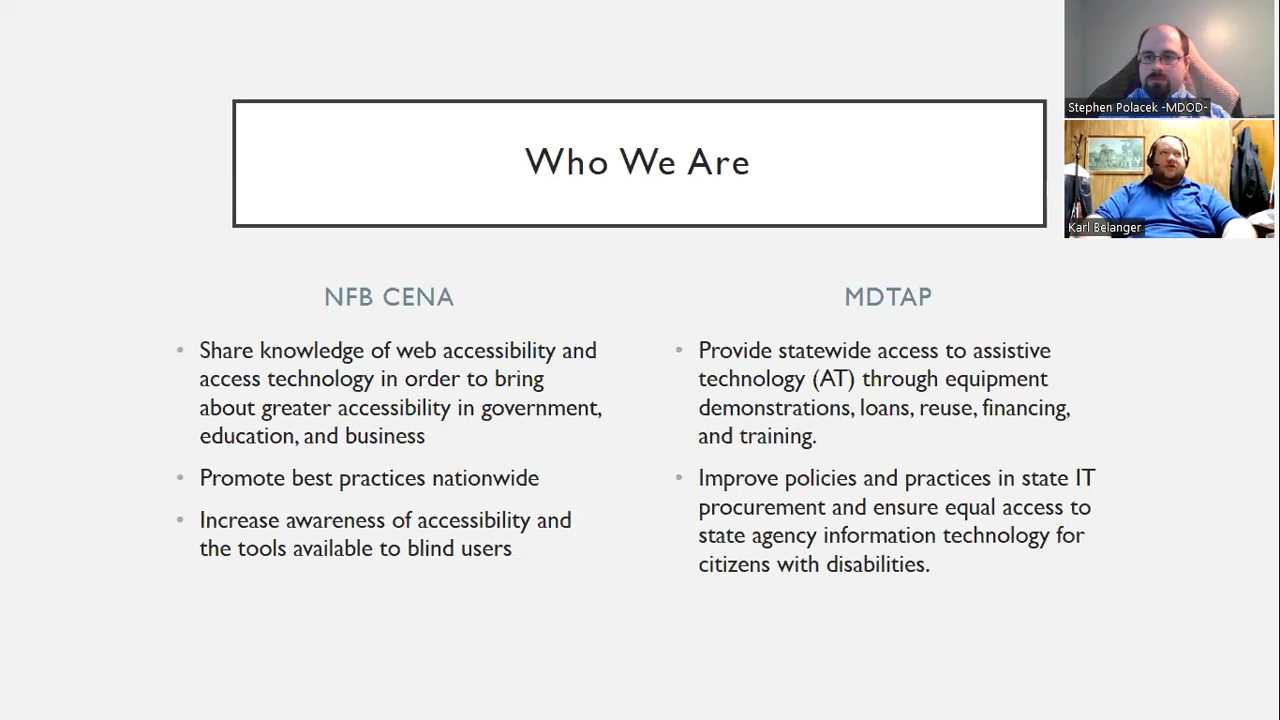 Who We Are
Stephen Polacek -MDOD-
Karl Belanger
NFB CENA
• Share knowledge of web accessibility and
access technology in order to bring
about greater accessibility in government,
education, and business
• Promote best practices nationwide
• Increase awareness of accessibility and
the tools available to blind users
MDTAP
• Provide statewide access to assistive
technology (AT) through equipment
demonstrations, loans, reuse, financing,
and training.
• Improve policies and practices in state IT
procurement and ensure equal access to
state agency information technology for
citizens with disabilities.